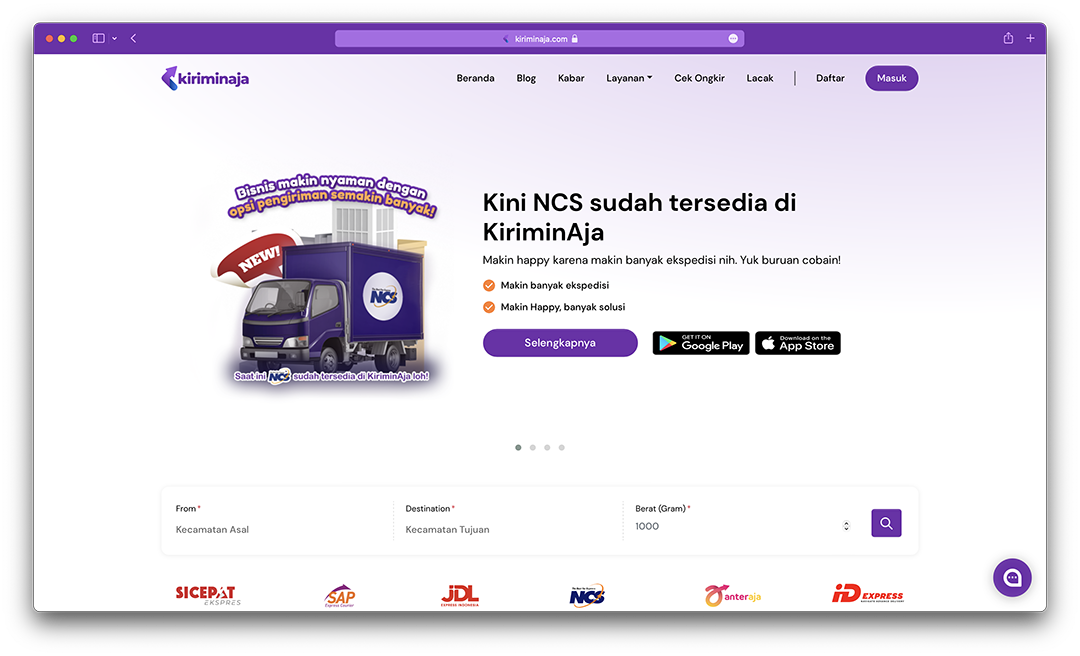 kiriminaja.com
kiriminaja
Beranda
Blog
Kabar
Layanan
Cek Ongkir
Lacak
Daftar
Masuk
Bisnis makin nyaman dengan
opsi pengiriman semakin banyak!
NEW!
NCS
Saat ini NCS sudah tersedia di KiriminAja loh!
Kini NCS sudah tersedia di
KiriminAja
Makin happy karena makin banyak ekspedisi nih. Yuk buruan cobain!
Makin banyak ekspedisi
Makin Happy, banyak solusi
Selengkapnya
GET IT ON
Google Play
Download on the
App Store
From *
Kecamatan Asal
Destination *
Kecamatan Tujuan
Berat (Gram) *
1000
SICEPAT
EKSPRES
SAP
Express Courier
JDL
EXPRESS INDONESIA
NCS
anteraja
iD EXPRESS